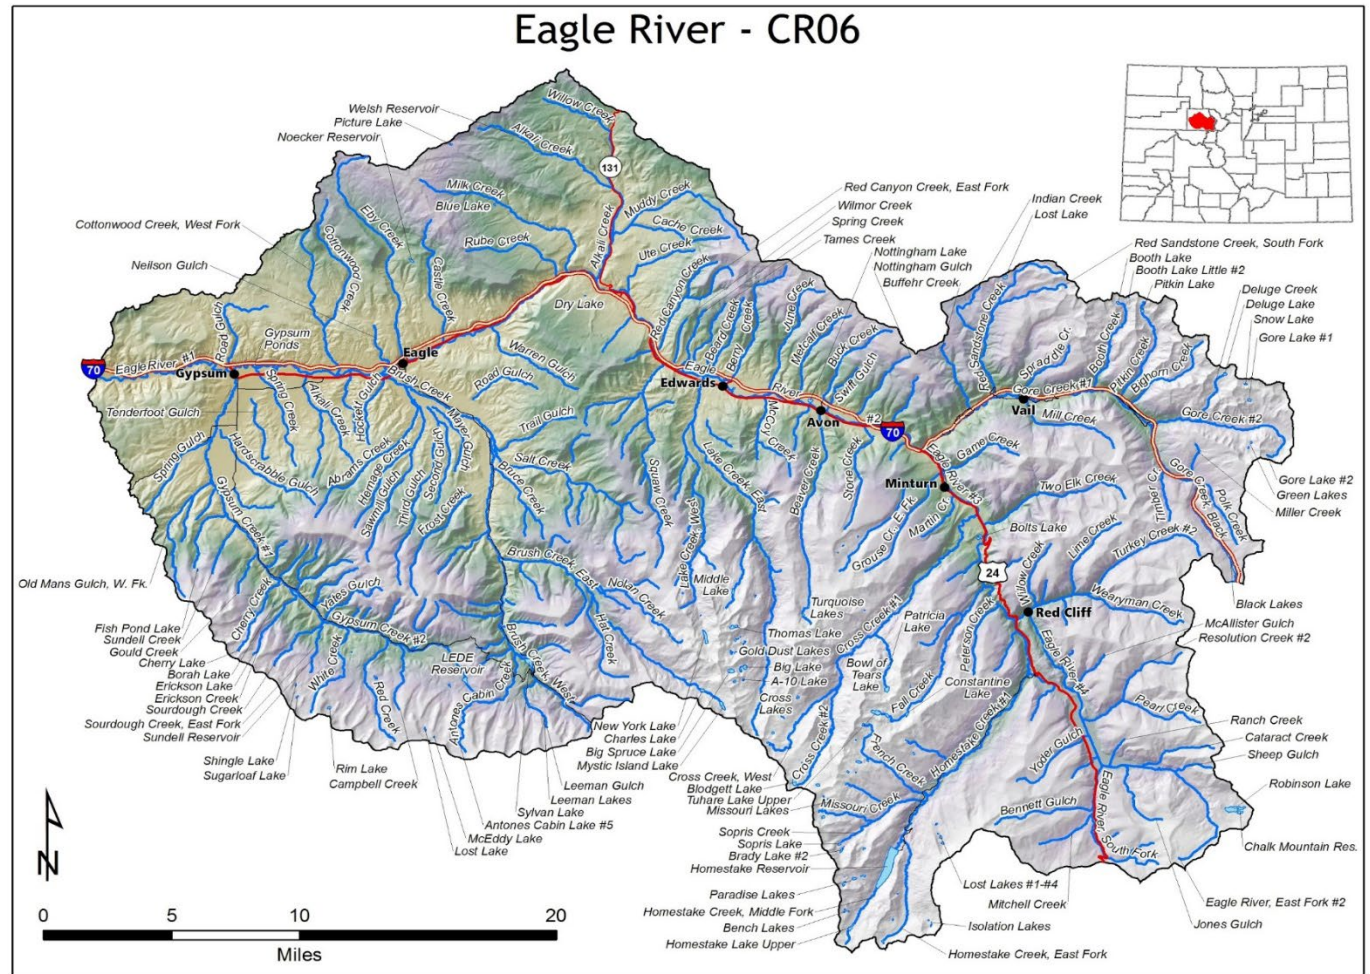 Eagle River - CR06
Willow Creek
Welsh Reservoir
Picture Lake
Noecker Reservoir
Alkali Creek
131
Milk Creek
Blue Lake
Muddy Creek
Red Canyon Creek, East Fork
Wilmor Creek
Spring Creek
Tames Creek
Indian Creek
Lost Lake
Cottonwood Creek, West Fork
Eby Creek
Cottonwood Creek
Rube Creek
Alkali Creek
Cache Creek
Ute Creek
Nottingham Lake
Nottingham Gulch
Buffehr Creek
Red Sandstone Creek, South Fork
Booth Lake
Booth Lake Little #2
Pitkin Lake
Neilson Gulch
Castle Creek
Dry Lake
Red Canyon Creek
June Creek
Deluge Creek
Deluge Lake
Snow Lake
Gore Lake #1
Road Gulch
Gypsum
Ponds
Beard Creek
Berry Creek
Metcalf Creek
Buck Creek
Swift Gulch
Red Sandstone Creek
Spraddle Cr.
Booth Creek
Pitkin Creek
Bighorn Creek
70
Eagle River #1
Gypsum
Eagle
Brush Creek
Warren Gulch
Road Gulch
Edwards
Eagle
River
#2
Avon
70
Gore Creek #1
Vail
Mill Creek
Gore Creek #2
Tenderfoot Gulch
Spring Creek
Alkali Creek
Hockett Gulch
Mayer Gulch
Trail Gulch
McCoy
Creek
Game Creek
Spring Gulch
Hardscrabble Gulch
Abrams Creek
Hernage Creek
Sawmill Gulch
Third Gulch
Second Gulch
Frost Creek
Salt Creek
Bruce Creek
Squaw Creek
Lake Creek, East
Beaver Creek
Stone Creek
Eagle River #3
Minturn
Two Elk Creek
Timber Cr.
Gore Creek, Black
Polk Creek
Gore Lake #2
Green Lakes
Miller Creek
Gypsum Creek #1
Lake Creek, West
Grouse Cr., E. Fk.
Martin Cr.
Bolts Lake
Lime Creek
Turkey Creek #2
Old Mans Gulch, W. Fk.
Brush Creek, East
Nolan Creek
Middle
Lake
24
Willow Creek
Wearyman Creek
Black Lakes
Yates Gulch
Cherry Creek
Gypsum Creek #2
Hat Creek
Turquoise
Lakes
Cross Creek #1
Patricia
Lake
Peterson Creek
Red Cliff
McAllister Gulch
Resolution Creek #2
Fish Pond Lake
Sundell Creek
Gould Creek
Cherry Lake
Borah Lake
Erickson Lake
Erickson Creek
Sourdough Creek
Sourdough Creek, East Fork
Sundell Reservoir
White Creek
LEDE
Reservoir
Brush Creek, West
Thomas Lake
Gold Dust Lakes
Big Lake
A-10 Lake
Cross
Lakes
Bowl of
Tears
Lake
Fall Creek
Constantine
Lake
Eagle River #4
Red Creek
Antones Cabin Creek
Pearl Creek
Homestake Creek #1
Ranch Creek
Cataract Creek
Sheep Gulch
Shingle Lake
Sugarloaf Lake
Rim Lake
Campbell Creek
New York Lake
Charles Lake
Big Spruce Lake
Mystic Island Lake
Cross Creek #2
French Creek
Yoder Gulch
Robinson Lake
Cross Creek, West
Blodgett Lake
Tuhare Lake Upper
Missouri Lakes
Missouri Creek
Leeman Gulch
Leeman Lakes
Sylvan Lake
Antones Cabin Lake #5
McEddy Lake
Lost Lake
Bennett Gulch
Eagle River, South Fork
Sopris Creek
Sopris Lake
Brady Lake #2
Homestake Reservoir
Chalk Mountain Res.
Paradise Lakes
Homestake Creek, Middle Fork
Bench Lakes
Homestake Lake Upper
Lost Lakes #1-#4
Mitchell Creek
Isolation Lakes
Homestake Creek, East Fork
Eagle River, East Fork #2
Jones Gulch
N
0 5 10 20
Miles